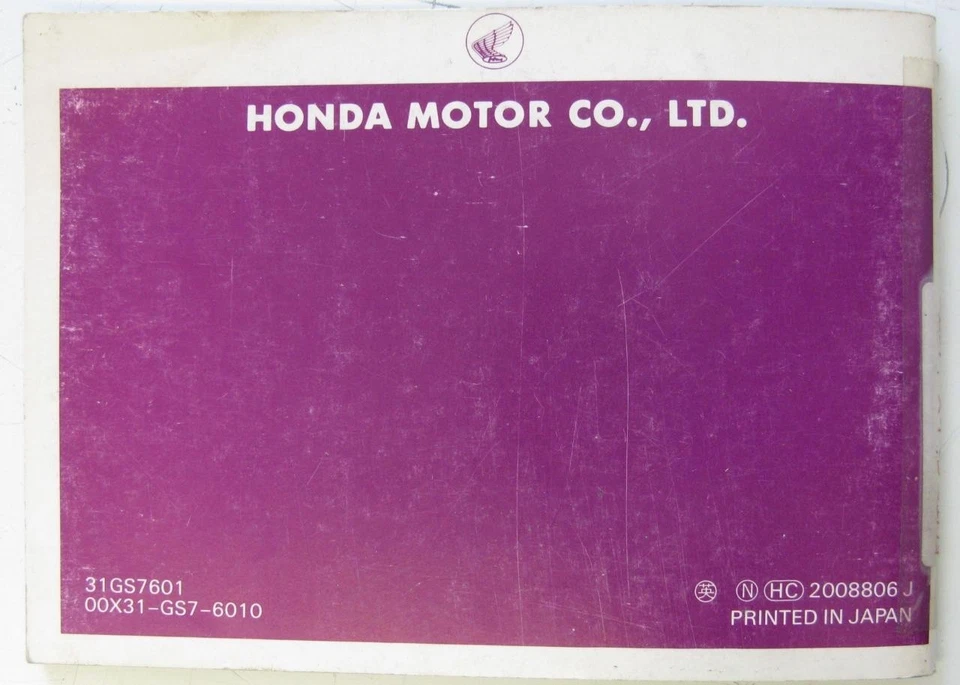 HONDA MOTOR CO., LTD.
31GS7601
00X31-GS7-6010
英 N HC 2008806 J
PRINTED IN JAPAN